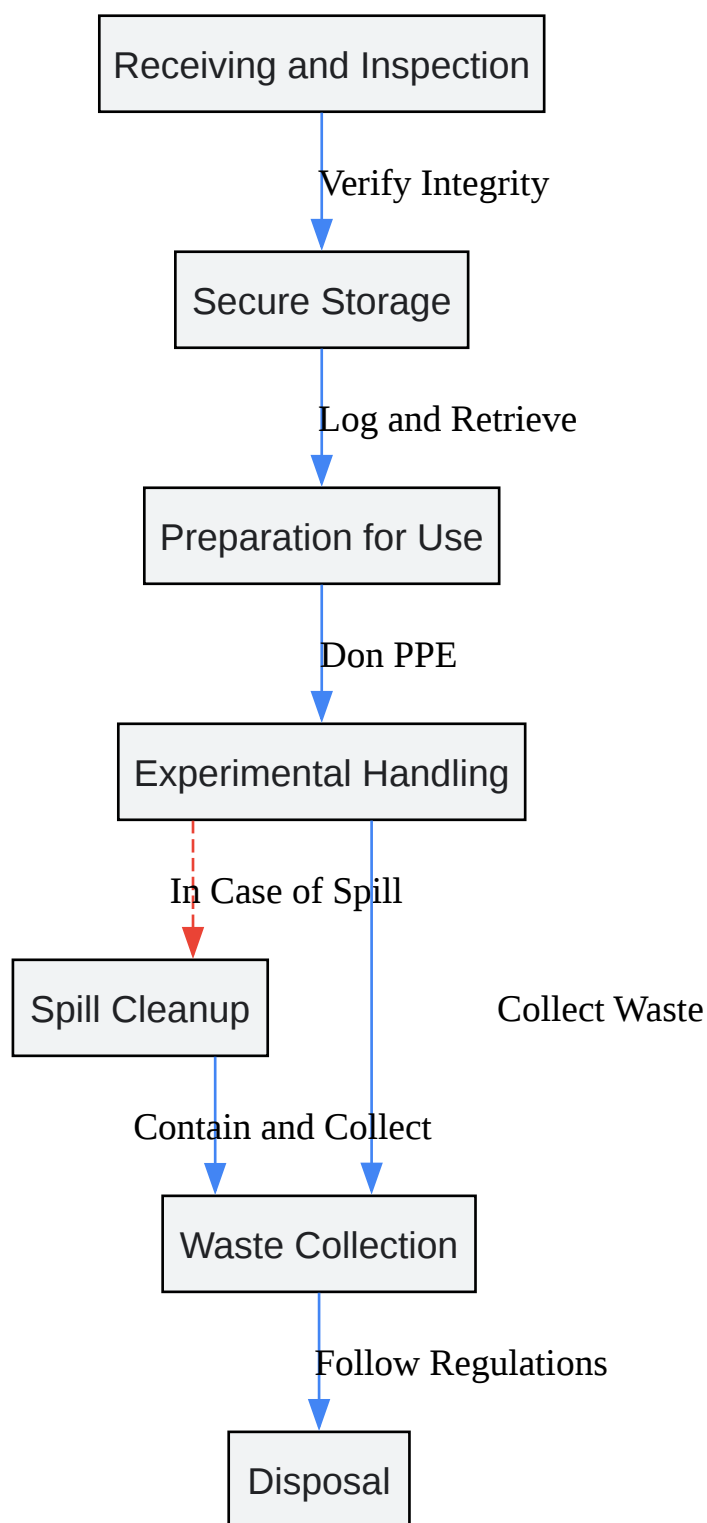 Receiving and Inspection
Verify Integrity
Secure Storage
Log and Retrieve
Preparation for Use
Don PPE
Experimental Handling
In Case of Spill
Spill Cleanup
Collect Waste
Contain and Collect
Waste Collection
Follow Regulations
Disposal